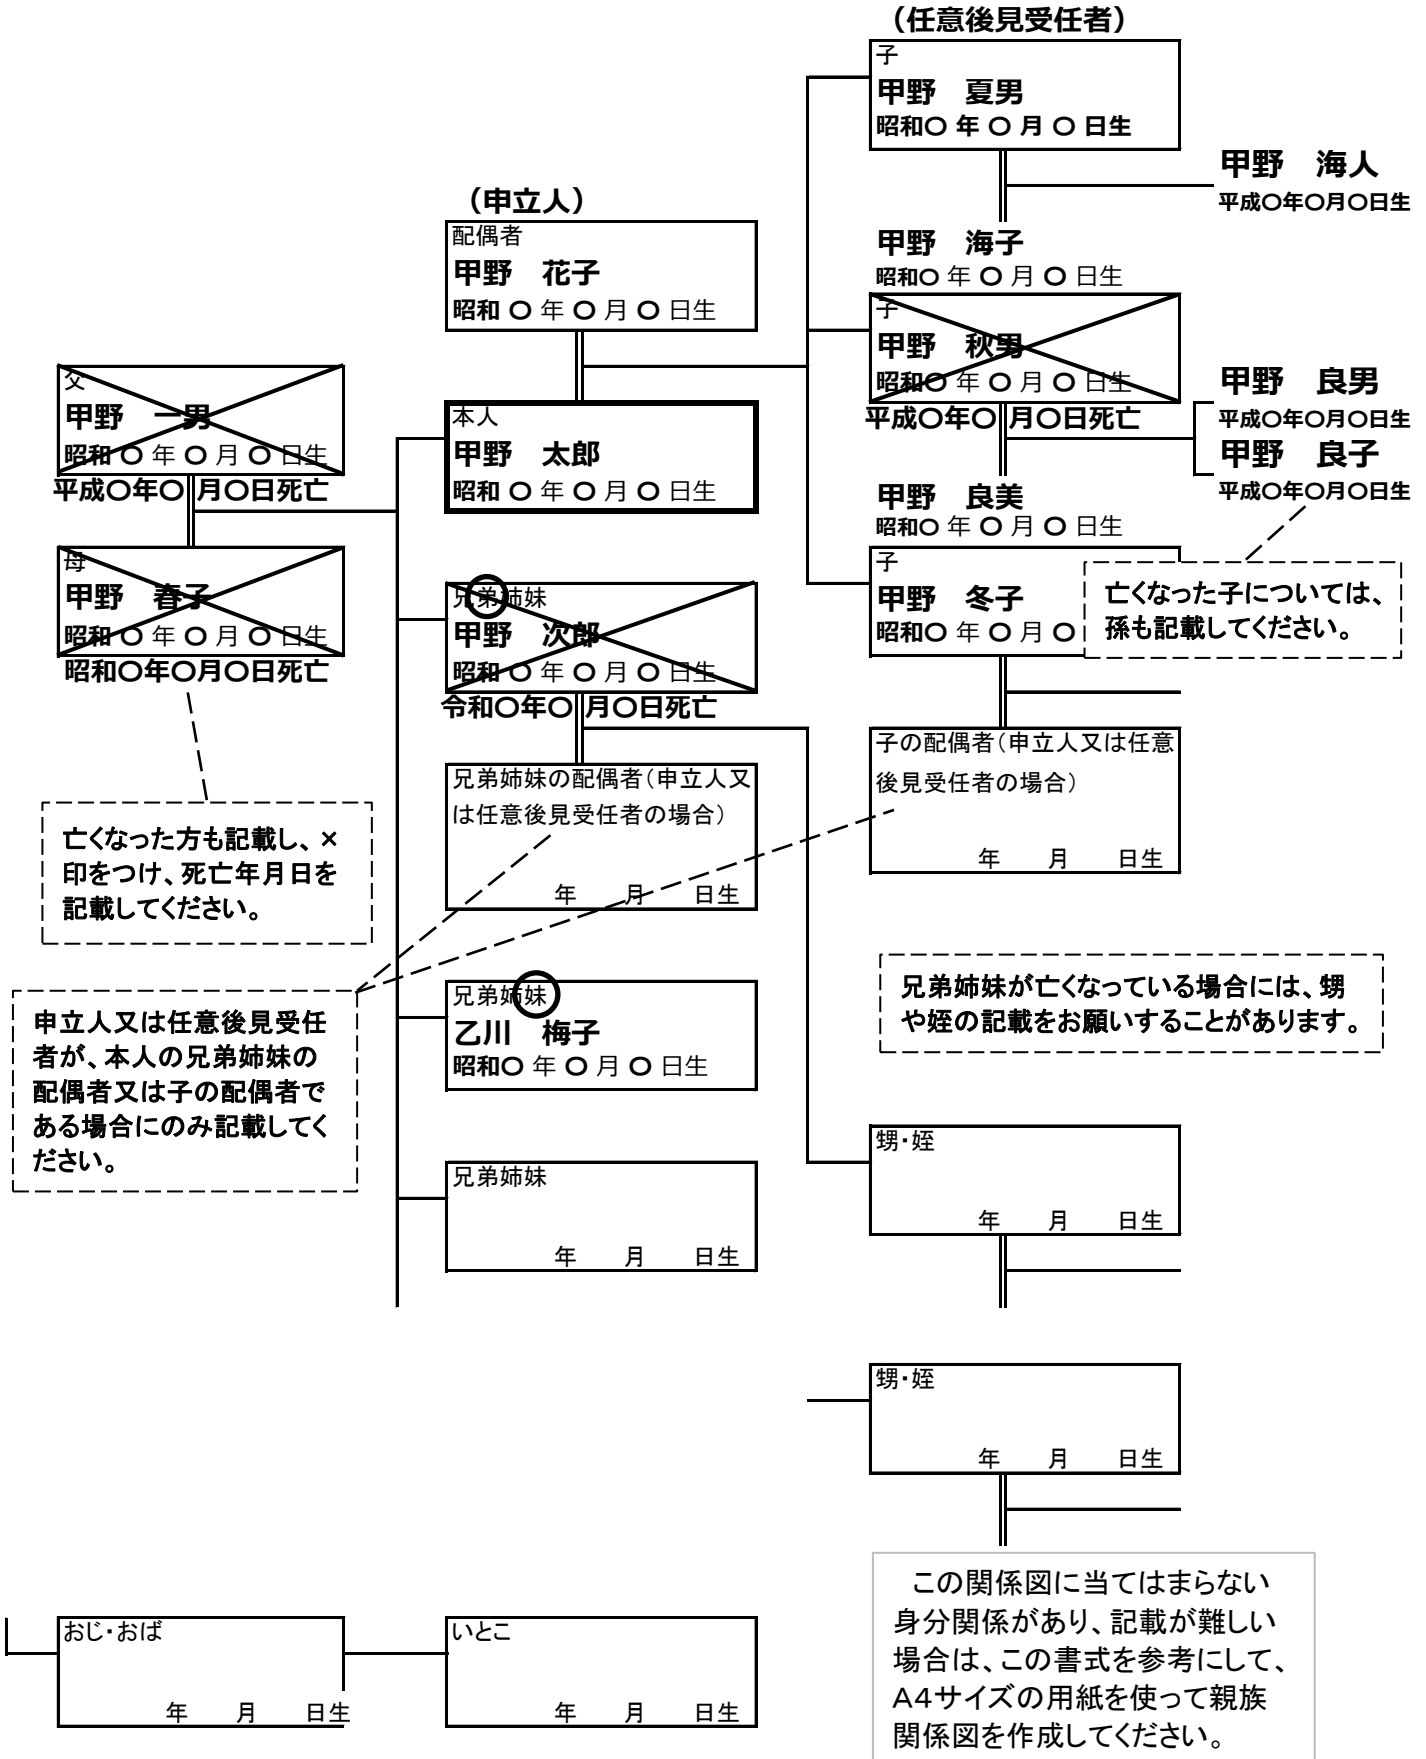 （任意後見受任者）
子
甲野　夏男
昭和〇 年 〇 月 〇 日生
甲野　海人
平成〇年〇月〇日生
（申立人）
配偶者
甲野　花子
昭和 〇 年 〇 月 〇 日生
甲野　海子
昭和〇 年 〇 月 〇 日生
子
甲野　秋男
昭和〇 年 〇 月 〇 日生
平成〇年〇月〇日死亡
甲野　良男
平成〇年〇月〇日生
甲野　良子
平成〇年〇月〇日生
父
甲野　一男
昭和 〇 年 〇 月 〇 日生
平成〇年〇月〇日死亡
本人
甲野　太郎
昭和 〇 年 〇 月 〇 日生
甲野　良美
昭和〇 年 〇 月 〇 日生
母
甲野　春子
昭和 〇 年 〇 月 〇 日生
昭和〇年〇月〇日死亡
兄弟姉妹
甲野　次郎
昭和 〇 年 〇 月 〇 日生
令和〇年〇月〇日死亡
子
甲野　冬子
昭和〇 年 〇 月 〇
亡くなった子については、
孫も記載してください。
兄弟姉妹の配偶者（申立人又
は任意後見受任者の場合）
年　月　日生
子の配偶者（申立人又は任意
後見受任者の場合）
年　月　日生
亡くなった方も記載し、×
印をつけ、死亡年月日を
記載してください。
申立人又は任意後見受任
者が、本人の兄弟姉妹の
配偶者又は子の配偶者で
ある場合にのみ記載してく
ださい。
兄弟姉妹
乙川　梅子
昭和〇 年 〇 月 〇 日生
兄弟姉妹が亡くなっている場合には、甥
や姪の記載をお願いすることがあります。
兄弟姉妹
年　月　日生
甥・姪
年　月　日生
甥・姪
年　月　日生
おじ・おば
年　月　日生
いとこ
年　月　日生
この関係図に当てはまらない
身分関係があり、記載が難しい
場合は、この書式を参考にして、
A4サイズの用紙を使って親族
関係図を作成してください。